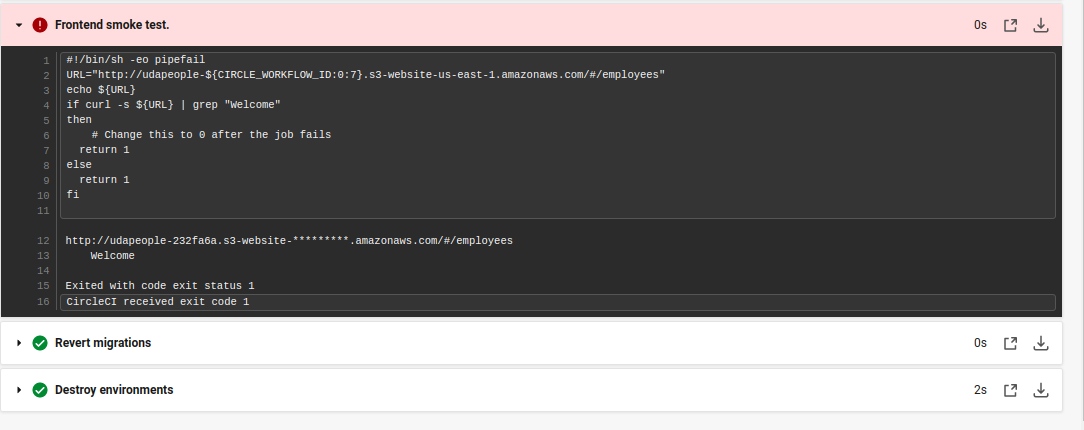 Frontend smoke test. 0s
1 #!/bin/sh -eo pipefail
2 URL="http://udapeople-${CIRCLE_WORKFLOW_ID:0:7}.s3-website-us-east-1.amazonaws.com/#/employees"
3 echo ${URL}
4 if curl -s ${URL} | grep "Welcome"
5 then
6 # Change this to 0 after the job fails
7 return 1
8 else
9 return 1
10 fi
11
12 http://udapeople-232fa6a.s3-website-*********.amazonaws.com/#/employees
13 Welcome
14
15 Exited with code exit status 1
16 CircleCI received exit code 1
Revert migrations 0s
Destroy environments 2s